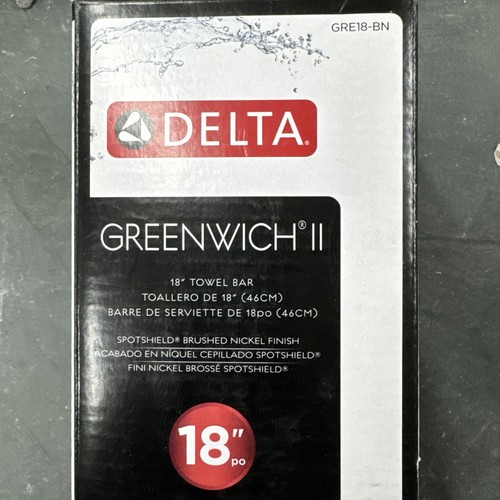 GRE18-BN
DELTA®
GREENWICH® II
18" TOWEL BAR
TOALLERO DE 18" (46CM)
BARRE DE SERVIETTE DE 18po (46CM)
SPOTSHIELD® BRUSHED NICKEL FINISH
ACABADO EN NÍQUEL CEPILLADO SPOTSHIELD®
FINI NICKEL BROSSÉ SPOTSHIELD®
18"
po